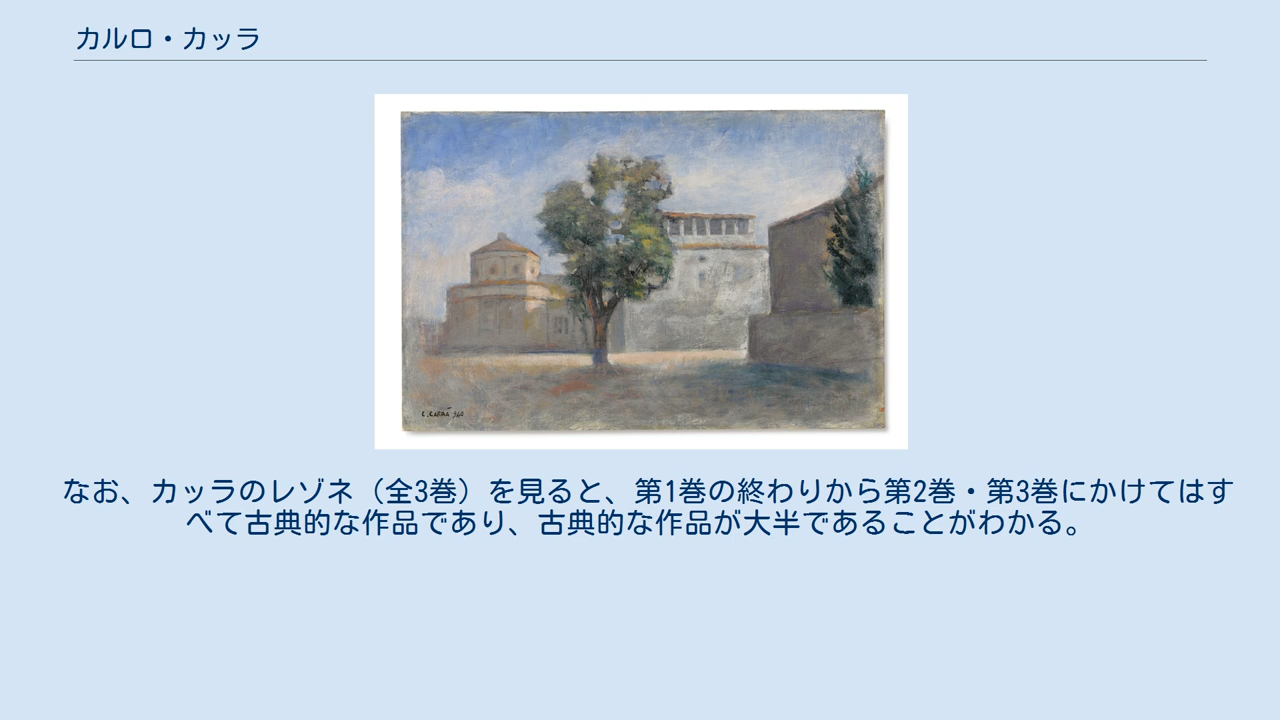 カルロ・カッラ
C. CARRÀ 940
なお、カッラのレゾネ（全3巻）を見ると、第1巻の終わりから第2巻・第3巻にかけてはす
べて古典的な作品であり、古典的な作品が大半であることがわかる。